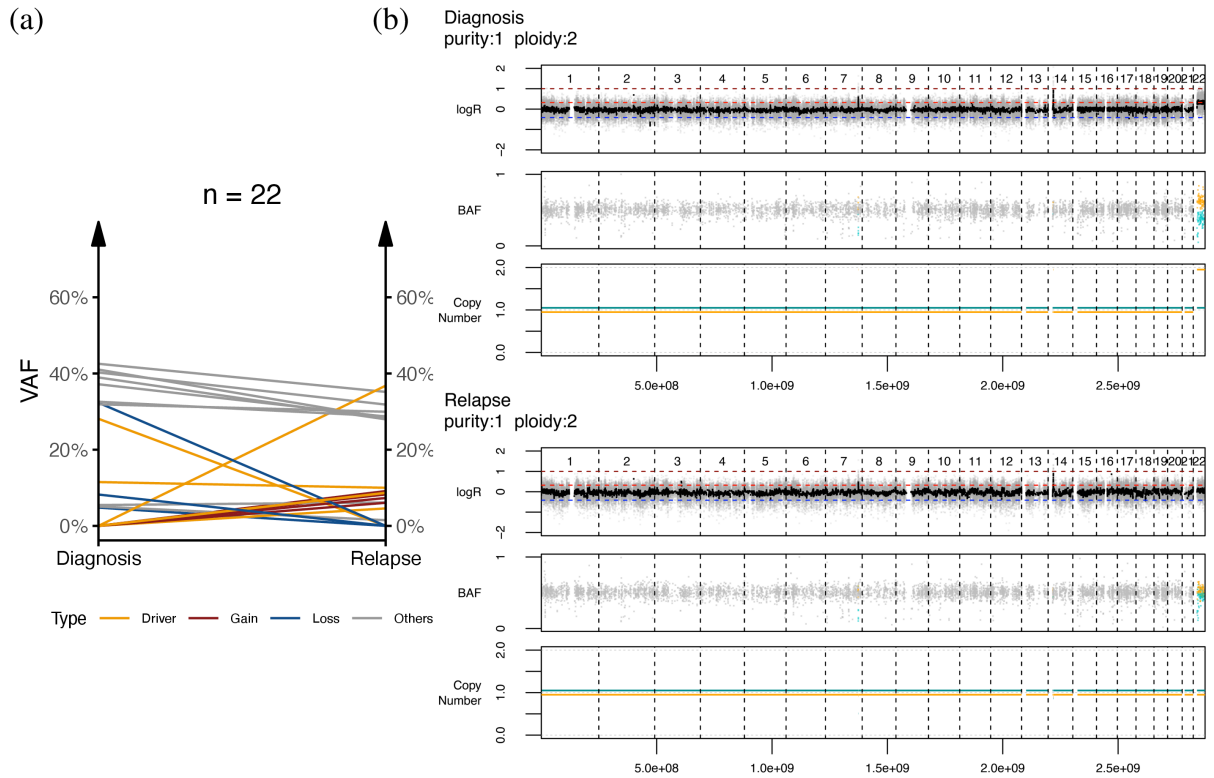 (a)
n = 22
VAF
60%
40%
20%
0%
60%
40%
20%
0%
Diagnosis
Relapse
Type
Driver
Gain
Loss
Others
(b)
Diagnosis
purity:1 ploidy:2
1 2 3 4 5 6 7 8 9 10 11 12 13 14 15 16 17 18 19 20 21 22
logR
2
1
0
-2
BAF
1
0
Copy
Number
2.0
1.0
0.0
5.0e+08 1.0e+09 1.5e+09 2.0e+09 2.5e+09
Relapse
purity:1 ploidy:2
1 2 3 4 5 6 7 8 9 10 11 12 13 14 15 16 17 18 20 21 22
logR
2
1
0
-2
BAF
1
0
Copy
Number
2.0
1.0
0.0
5.0e+08 1.0e+09 1.5e+09 2.0e+09 2.5e+09